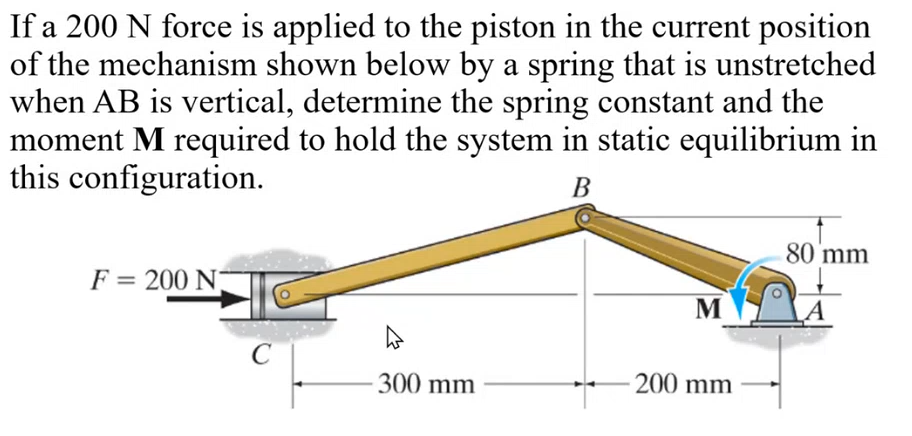 If a 200 N force is applied to the piston in the current position
of the mechanism shown below by a spring that is unstretched
when AB is vertical, determine the spring constant and the
moment M required to hold the system in static equilibrium in
this configuration.
B
80 mm
F = 200 N
M
A
C
300 mm
200 mm